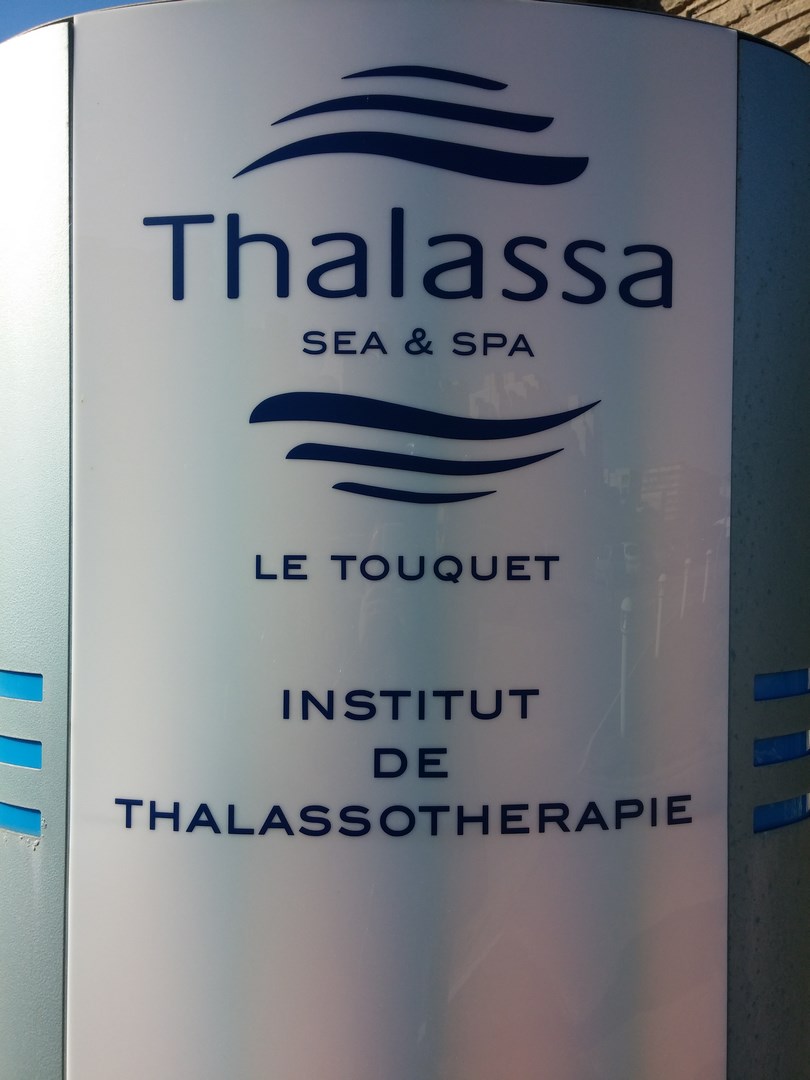 Thalassa
SEA & SPA
LE TOUQUET
INSTITUT
DE
THALASSOTHERAPIE